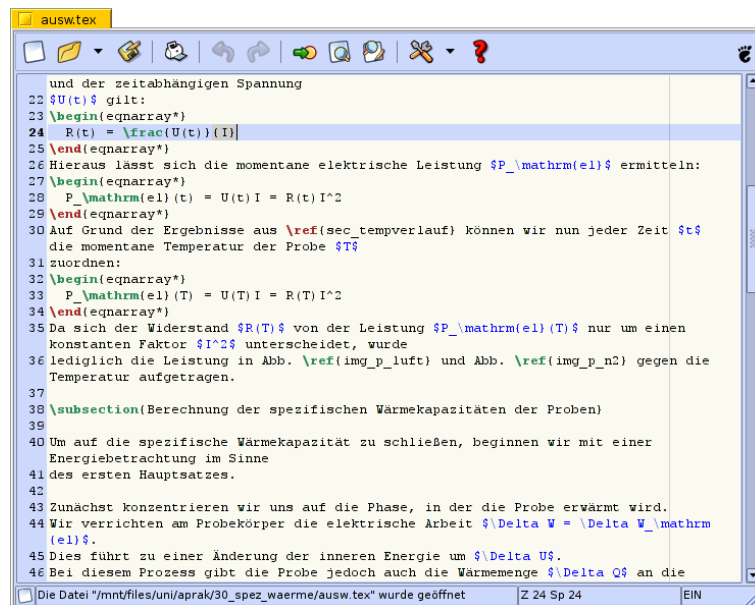 ausw.tex
und der zeitabhängigen Spannung
22 $U(t)$ gilt:
23 \begin{eqnarray*}
24   R(t) = \frac{U(t)}{I}
25 \end{eqnarray*}
26 Hieraus lässt sich die momentane elektrische Leistung $P_\mathrm{el}$ ermitteln:
27 \begin{eqnarray*}
28   P_\mathrm{el}(t) = U(t)I = R(t)I^2
29 \end{eqnarray*}
30 Auf Grund der Ergebnisse aus \ref{sec_tempverlauf} können wir nun jeder Zeit $t$
die momentane Temperatur der Probe $T$
31 zuordnen:
32 \begin{eqnarray*}
33   P_\mathrm{el}(T) = U(T)I = R(T)I^2
34 \end{eqnarray*}
35 Da sich der Widerstand $R(T)$ von der Leistung $P_\mathrm{el}(T)$ nur um einen
konstanten Faktor $I^2$ unterscheidet, wurde
36 lediglich die Leistung in Abb. \ref{img_p_luft} und Abb. \ref{img_p_n2} gegen die
Temperatur aufgetragen.
37
38 \subsection{Berechnung der spezifischen Wärmekapazitäten der Proben}
39
40 Um auf die spezifische Wärmekapazität zu schließen, beginnen wir mit einer
Energiebetrachtung im Sinne
41 des ersten Hauptsatzes.
42
43 Zunächst konzentrieren wir uns auf die Phase, in der die Probe erwärmt wird.
44 Wir verrichten am Probekörper die elektrische Arbeit $\Delta W = \Delta W_\mathrm
{el}$.
45 Dies führt zu einer Änderung der inneren Energie um $\Delta U$.
46 Bei diesem Prozess gibt die Probe jedoch auch die Wärmemenge $\Delta Q$ an die
Die Datei "/mnt/files/uni/aprak/30_spez_waerme/ausw.tex" wurde geöffnet
Z 24 Sp 24
EIN